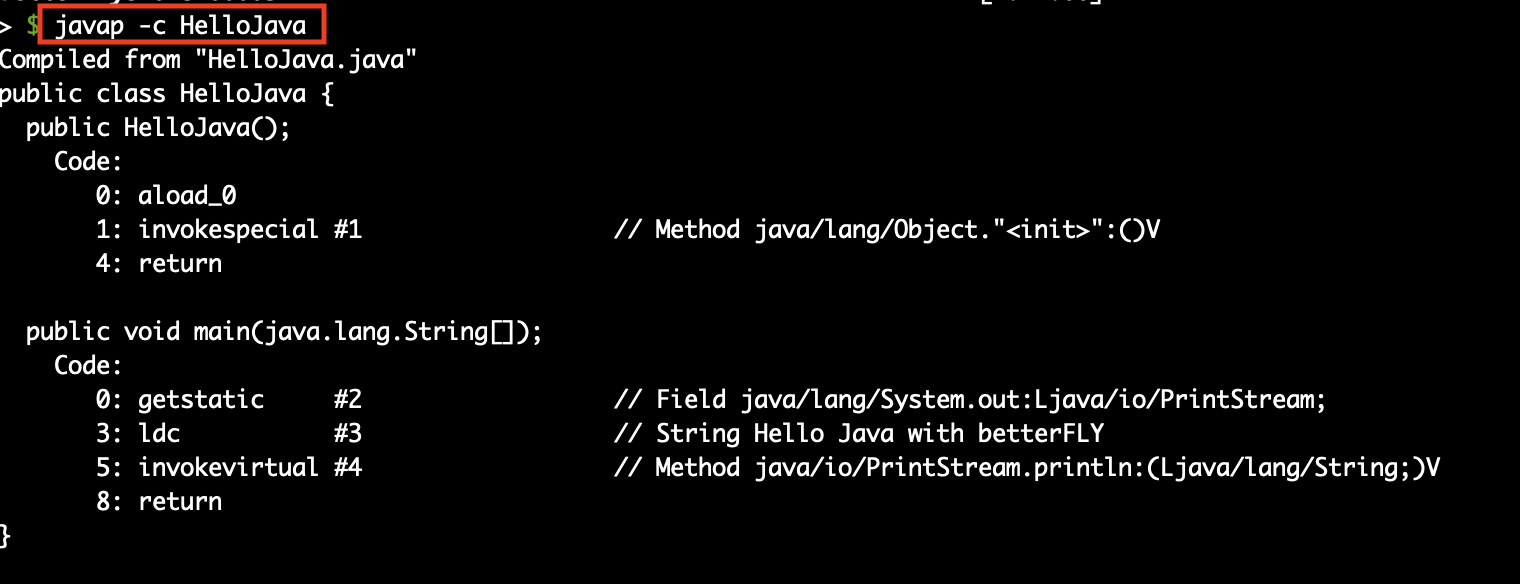 > $ javap -c HelloJava
Compiled from "HelloJava.java"
public class HelloJava {
  public HelloJava();
    Code:
       0: aload_0
       1: invokespecial #1                  // Method java/lang/Object."<init>":()V
       4: return

  public void main(java.lang.String[]);
    Code:
       0: getstatic     #2                  // Field java/lang/System.out:Ljava/io/PrintStream;
       3: ldc           #3                  // String Hello Java with betterFLY
       5: invokevirtual #4                  // Method java/io/PrintStream.println:(Ljava/lang/String;)V
       8: return
}